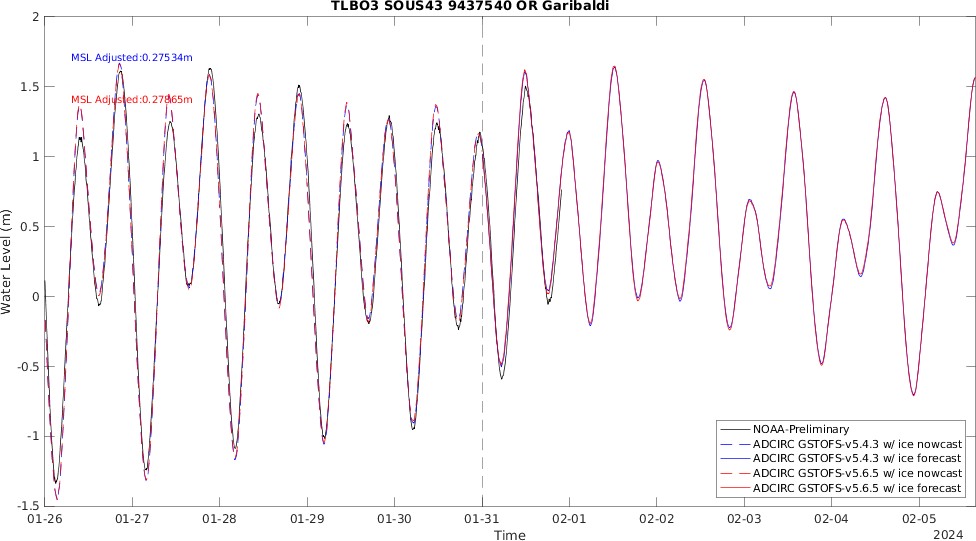 TLBO3 SOUS43 9437540 OR Garibaldi
MSL Adjusted:0.27534m
MSL Adjusted:0.27865m
Water Level (m)
2
1.5
1
0.5
0
-0.5
-1
-1.5
01-26 01-27 01-28 01-29 01-30 01-31 02-01 02-02 02-03 02-04 02-05
Time
2024
NOAA-Preliminary
ADCIRC GSTOFS-v5.4.3 w/ ice nowcast
ADCIRC GSTOFS-v5.4.3 w/ ice forecast
ADCIRC GSTOFS-v5.6.5 w/ ice nowcast
ADCIRC GSTOFS-v5.6.5 w/ ice forecast